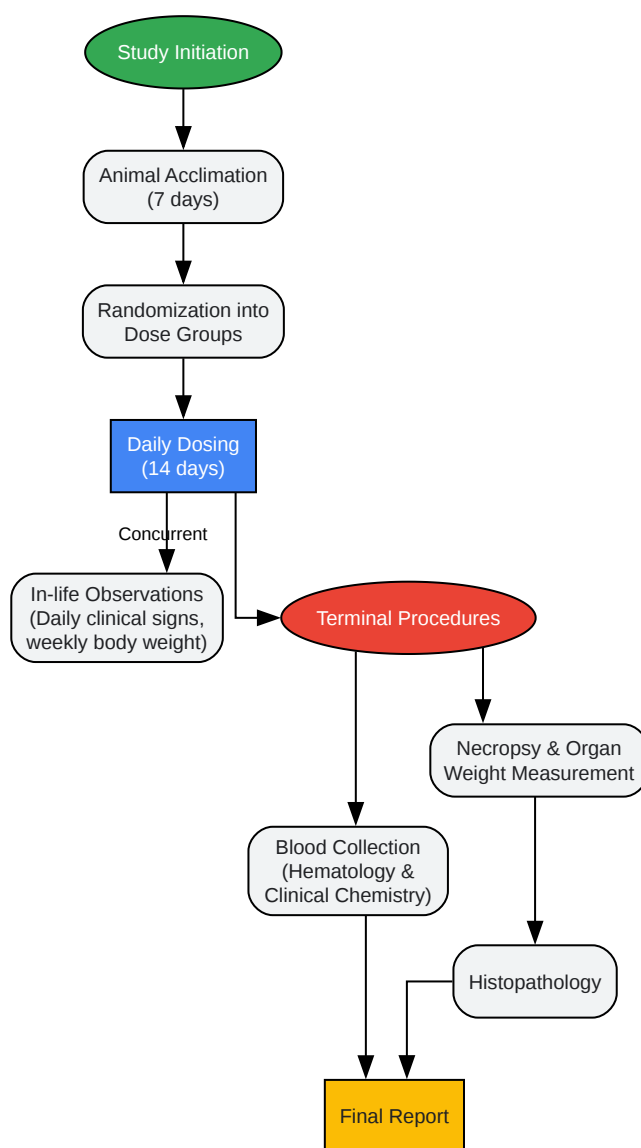 Study Initiation
Animal Acclimation
(7 days)
Randomization into
Dose Groups
Daily Dosing
(14 days)
Concurrent
In-life Observations
(Daily clinical signs,
weekly body weight)
Terminal Procedures
Necropsy & Organ
Weight Measurement
Blood Collection
(Hematology &
Clinical Chemistry)
Histopathology
Final Report